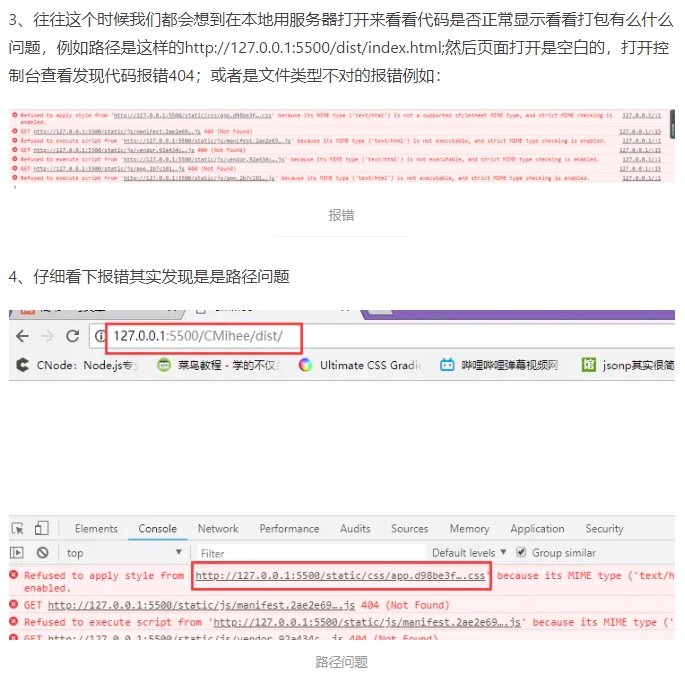 3、往往这个时候我们都会想到在本地用服务器打开来看看代码是否正常显示看看打包有么什么
问题，例如路径是这样的http://127.0.0.1:5500/dist/index.html;然后页面打开是空白的，打开控
制台查看发现代码报错404；或者是文件类型不对的报错例如：
Refused to apply style from 'http://127.0.0.1:5500/static/css/app.d98be3f….css' because its MIME type ('text/html') is not a supported stylesheet MIME type, and strict MIME checking is 127.0.0.1/:1
enabled.
GET http://127.0.0.1:5500/static/js/manifest.2ae2e69….js 404 (Not Found) 127.0.0.1/:15
Refused to execute script from 'http://127.0.0.1:5500/static/js/manifest.2ae2e69….js' because its MIME type ('text/html') is not executable, and strict MIME type checking is enabled. 127.0.0.1/:1
GET http://127.0.0.1:5500/static/js/vendor.92a434c….js 404 (Not Found) 127.0.0.1/:15
Refused to execute script from 'http://127.0.0.1:5500/static/js/vendor.92a434c….js' because its MIME type ('text/html') is not executable, and strict MIME type checking is enabled. 127.0.0.1/:1
GET 404 (Not Found) 127.0.0.1/:15
Refused to execute script from because its MIME type ('text/html') is not executable, and strict MIME type checking is enabled. 127.0.0.1/:1
报错
4、仔细看下报错其实发现是是路径问题
127.0.0.1:5500/CMihee/dist/
CNode：Node.js专 菜鸟教程 - 学的不仅 Ultimate CSS Gradi 哔哩哔哩弹幕视频网 馆 jsonp其实很简
Elements Console Network Performance Audits Sources Memory Application Security
top Filter Default levels Group similar
Refused to apply style from 'http://127.0.0.1:5500/static/css/app.d98be3f….css' because its MIME type ('text/h
enabled.
GET http://127.0.0.1:5500/static/js/manifest.2ae2e69….js 404 (Not Found)
Refused to execute script from 'http://127.0.0.1:5500/static/js/manifest.2ae2e69….js' because its MIME type ('
GET http://127.0.0.1:5500/static/js/vendor.92a434c….js 404 (Not Found)
路径问题